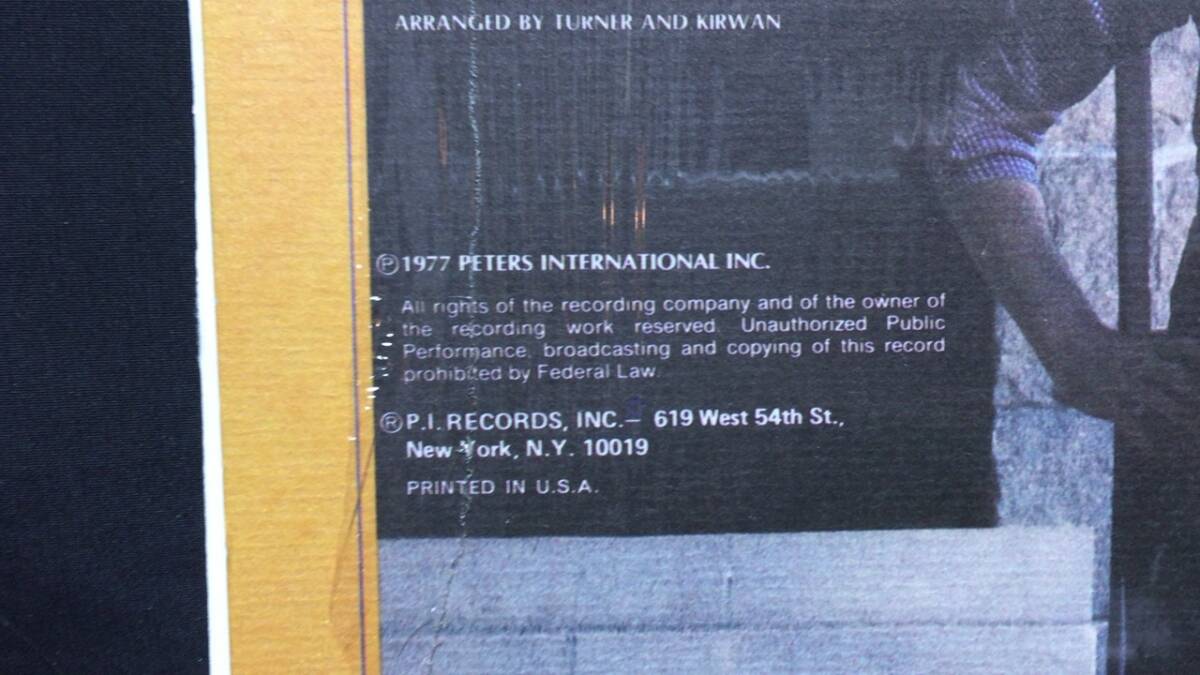 ARRANGED BY TURNER AND KIRWAN
℗1977 PETERS INTERNATIONAL INC.
All rights of the recording company and of the owner of
the recording work reserved. Unauthorized Public
Performance, broadcasting and copying of this record
prohibited by Federal Law.
®P.I. RECORDS, INC.– 619 West 54th St.,
New York, N.Y. 10019
PRINTED IN U.S.A.